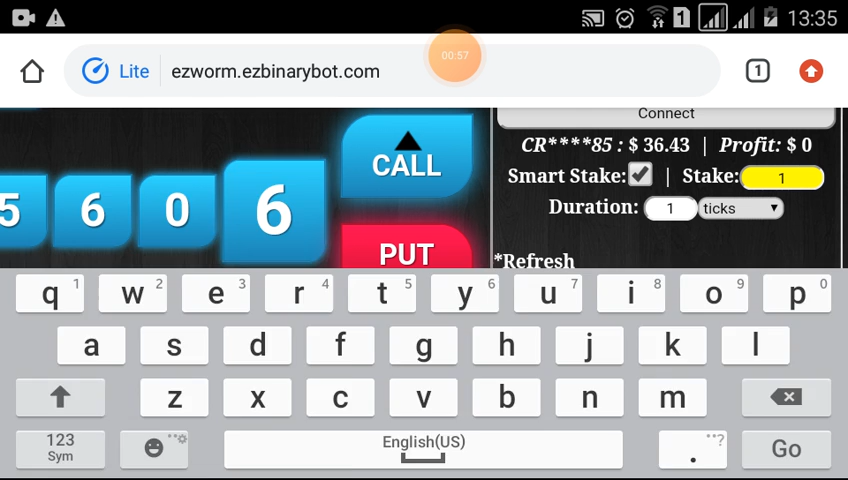 13:35
Lite ezworm.ezbinarybot.com
00:57
Connect
CR****85 : $ 36.43 | Profit: $ 0
Smart Stake: | Stake: 1
Duration: 1 ticks
*Refresh
5 6 0 6
CALL
PUT
q 1 w 2 e 3 r 4 t 5 y 6 u 7 i 8 o 9 p 0
a s d f g h j k l
z x c v b n m
123
Sym
English(US)
. ?
Go